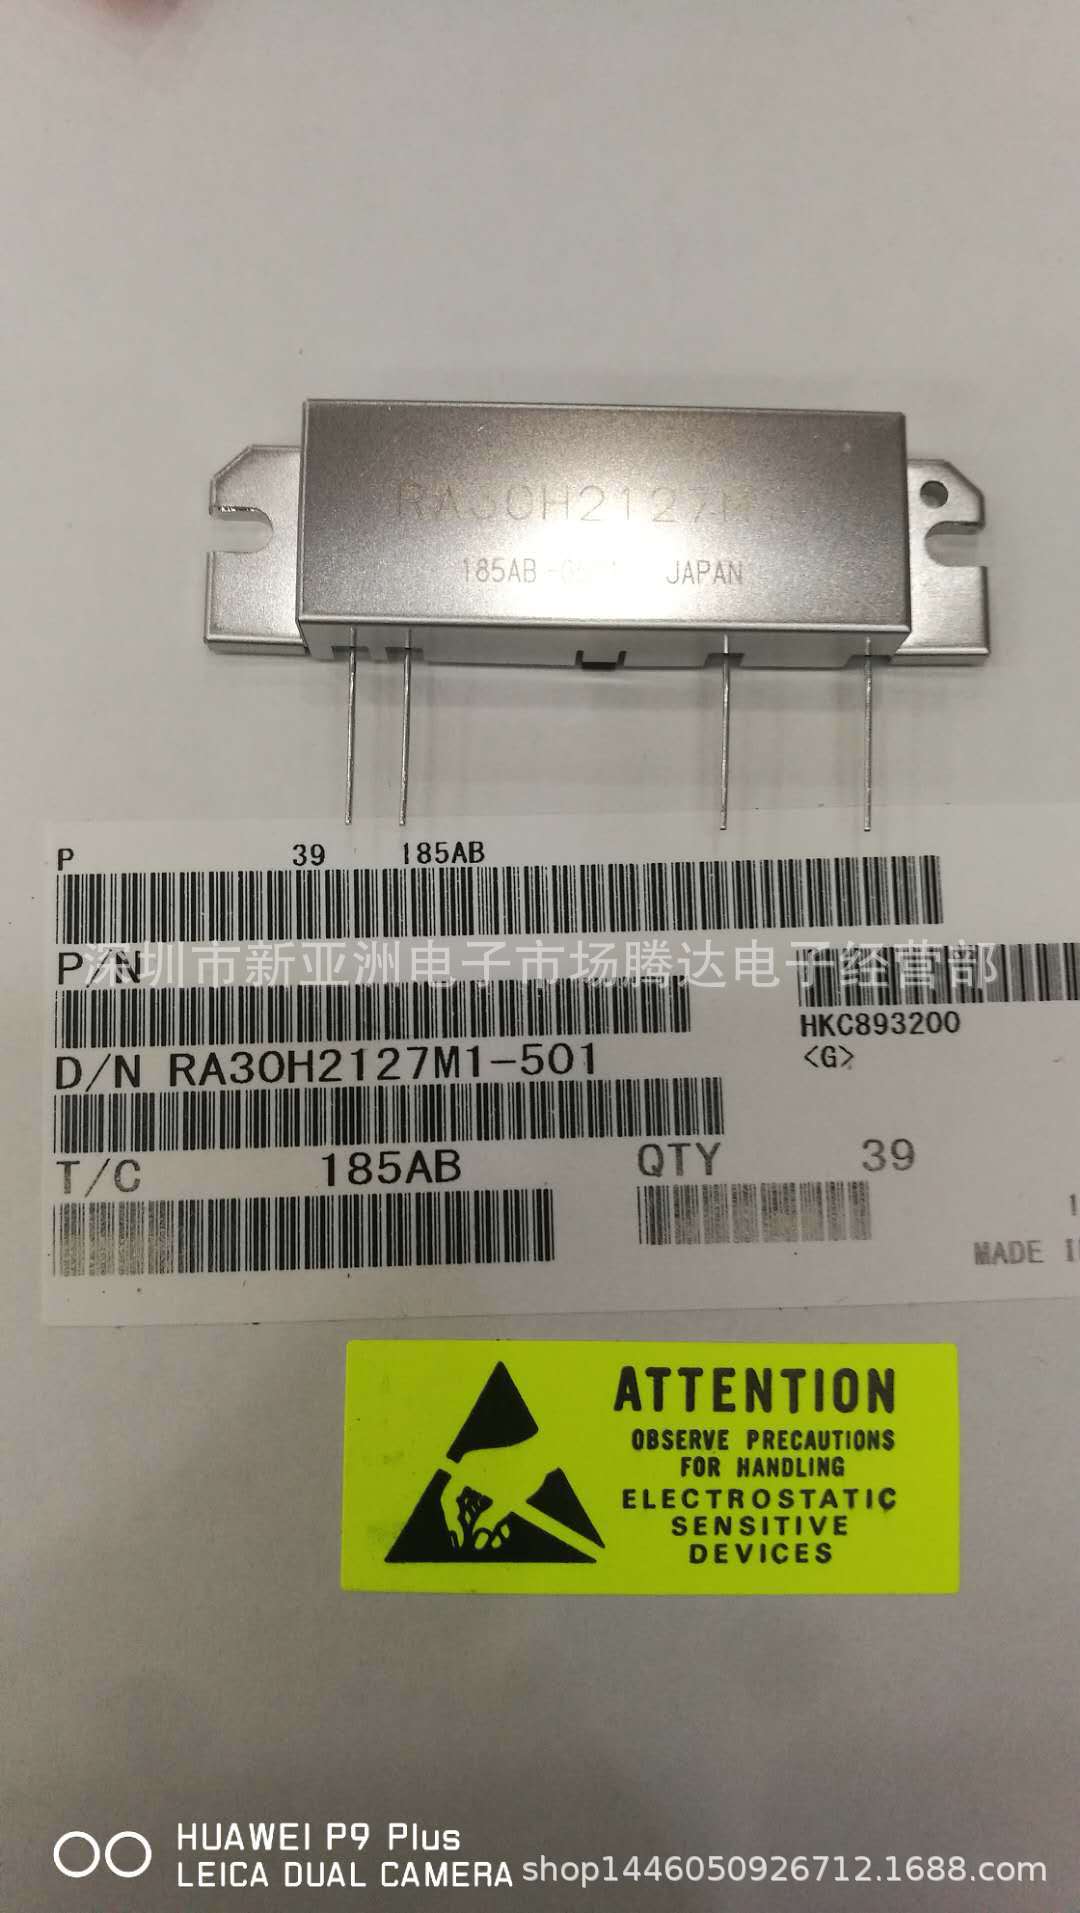 RA30H2127M
185AB JAPAN
P 39 185AB
深圳市新亚洲电子市场腾达电子经营部
P/N
HKC893200
<G>
D/N RA30H2127M1-501
T/C 185AB QTY 39
MADE
ATTENTION
OBSERVE PRECAUTIONS
FOR HANDLING
ELECTROSTATIC
SENSITIVE
DEVICES
HUAWEI P9 Plus
LEICA DUAL CAMERA
shop1446050926712.1688.com